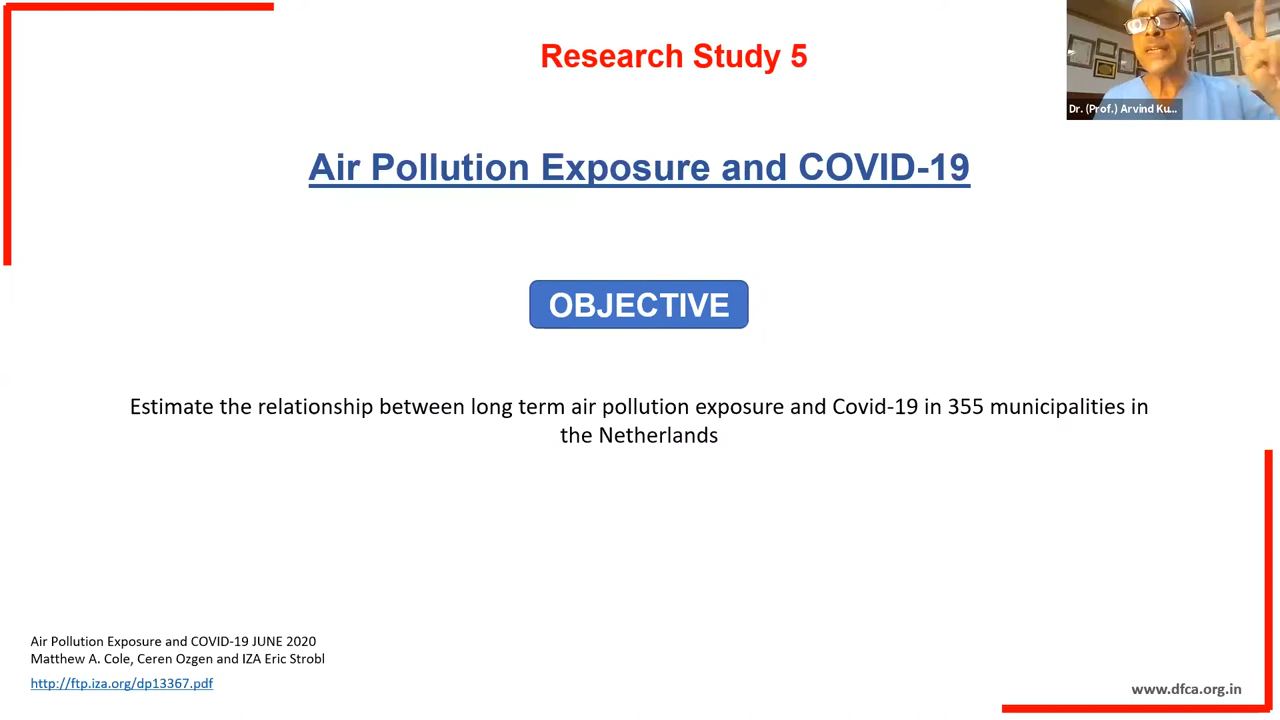 Research Study 5
Dr. (Prof.) Arvind Ku...
Air Pollution Exposure and COVID-19
OBJECTIVE
Estimate the relationship between long term air pollution exposure and Covid-19 in 355 municipalities in
the Netherlands
Air Pollution Exposure and COVID-19 JUNE 2020
Matthew A. Cole, Ceren Ozgen and IZA Eric Strobl
http://ftp.iza.org/dp13367.pdf
www.dfca.org.in